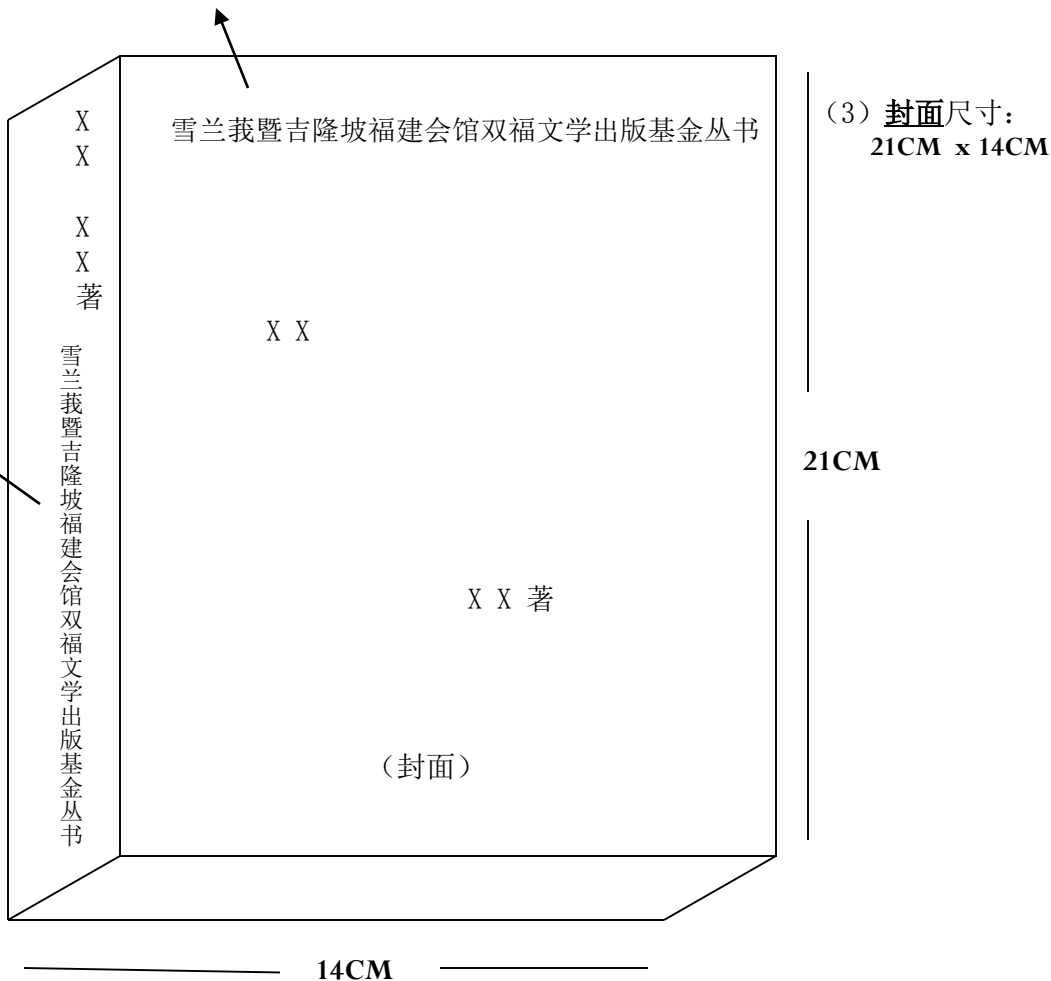 雪兰莪暨吉隆坡福建会馆双福文学出版基金丛书
X X
X X 著
（封面）
X X X X 著
雪兰莪暨吉隆坡福建会馆双福文学出版基金丛书
（3）封面尺寸：
21CM x 14CM
21CM
14CM